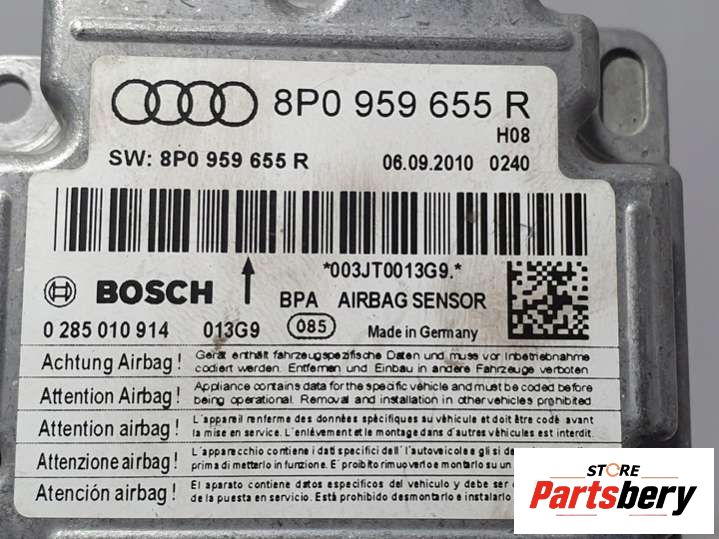 8P0 959 655 R
H08
SW: 8P0 959 655 R 06.09.2010 0240
*003JT0013G9.*
BOSCH BPA AIRBAG SENSOR
0 285 010 914 013G9 085 Made in Germany
Achtung Airbag! Gerät enthält fahrzeugspezifische Daten und muss vor Inbetriebnahme
codiert werden. Entfernen und Einbau in andere Fahrzeuge verboten
Attention Airbag! Appliance contains data for the specific vehicle and must be coded before
being operational. Removal and installation in other vehicles prohibited
Attention airbag! L'appareil renferme des données spécifiques au véhicule et doit être codé avant
la mise en service. L'enlèvement et le montage dans d'autres véhicules est interdit.
Attenzione airbag! L'apparecchio contiene i dati specifici dell'l'autoveicolo e gli si de
prima di metterlo in funzione. E' proibito rimuoverlo e montarlo su un
Atención airbag! El aparato contiene datos especificos del vehículo y debe ser
de la puesta en servicio. Está prohibido desmontarlo e instalarlo
STORE
Partsbery